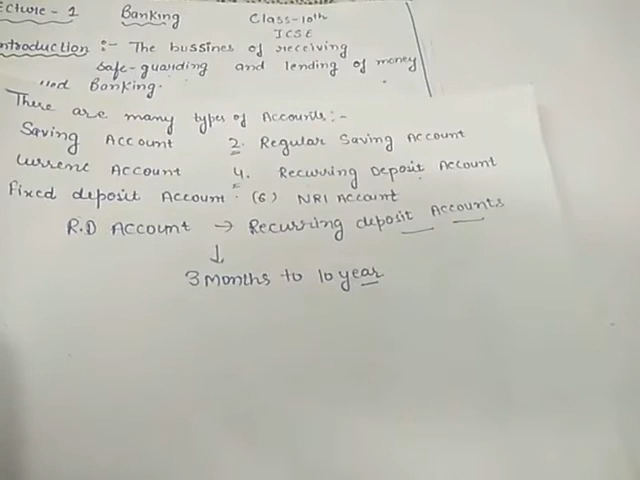 ecture - 1 Banking Class-10th
ICSE
ntroduction :- The bussines of receiving
safe-guarding and lending of money
Banking.
There are many types of Accounts:-
Saving Account 2. Regular Saving Account
Current Account 4. Recurring Deposit Account
Fixed deposit Account. (6) NRI Account
R.D Account → Recurring deposit Accounts
↓
3 Months to 10 year